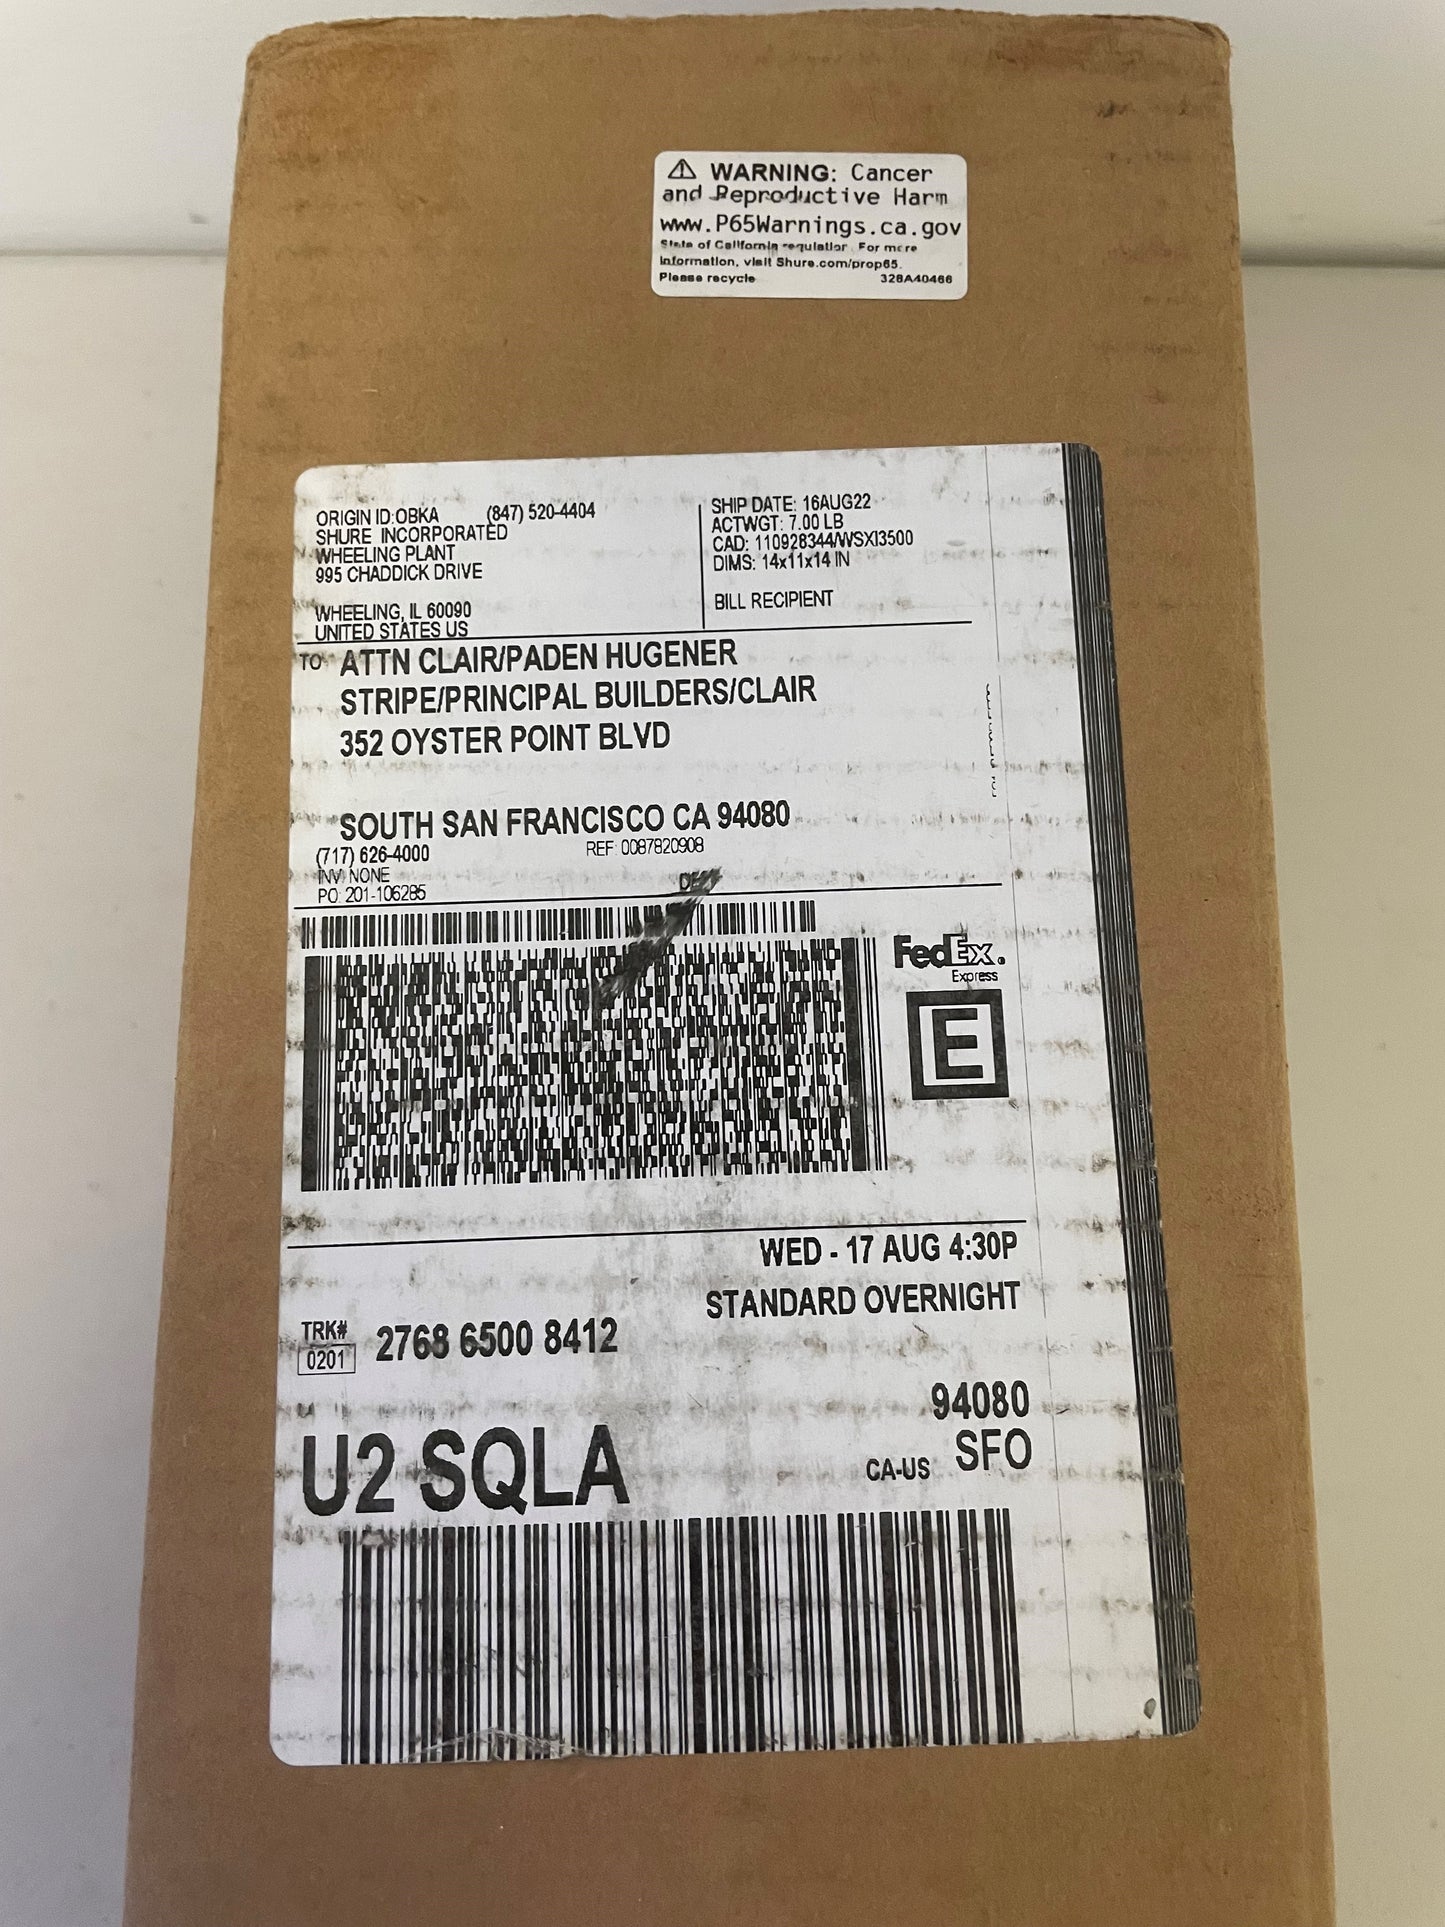 ⚠ WARNING: Cancer
and Reproductive Harm
www.P65Warnings.ca.gov
State of California regulation. For more
information, visit Shure.com/prop65.
Please recycle 328A40466
ORIGIN ID:OBKA (847) 520-4404
SHURE INCORPORATED
WHEELING PLANT
995 CHADDICK DRIVE
WHEELING, IL 60090
UNITED STATES US
SHIP DATE: 16AUG22
ACTWGT: 7.00 LB
CAD: 110928344/WSXI3500
DIMS: 14x11x14 IN
BILL RECIPIENT
TO ATTN CLAIR/PADEN HUGENER
STRIPE/PRINCIPAL BUILDERS/CLAIR
352 OYSTER POINT BLVD
SOUTH SAN FRANCISCO CA 94080
(717) 626-4000 REF: 0087820908
INV: NONE
PO: 201-106285
FedEx.
Express
E
WED - 17 AUG 4:30P
STANDARD OVERNIGHT
TRK# 2768 6500 8412
0201
94080
U2 SQLA CA-US SFO